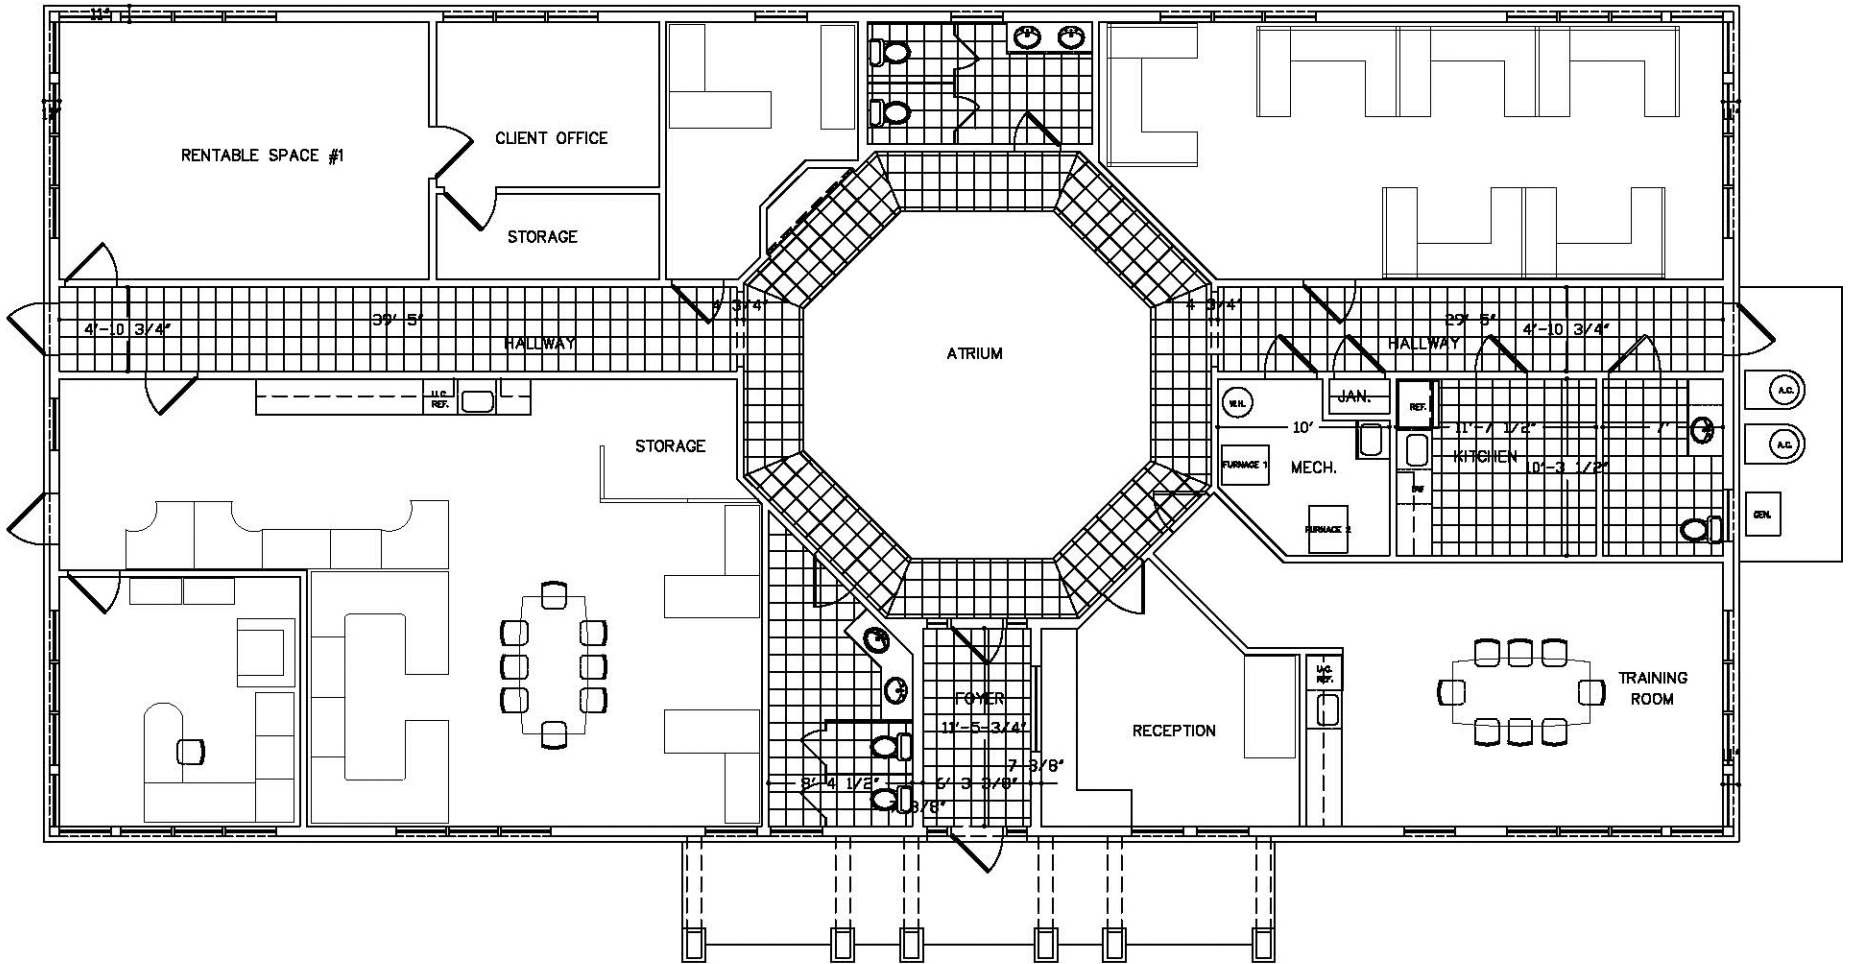 11"
RENTABLE SPACE #1
CLIENT OFFICE
STORAGE
4'-10 3/4"
39' 5"
HALLWAY
4 3/4"
ATRIUM
4 3/4"
29' 5"
4'-10 3/4"
HALLWAY
U.C.
REF.
STORAGE
W.H.
JAN.
REF.
A.C.
A.C.
10'
11'-7 1/2"
7'
FURNACE 1
MECH.
KITCHEN
10'-3 1/2"
DW
FURNACE 2
GEN.
FOYER
11'-5-3/4"
7 3/8"
8'-4 1/2"
6' 3 3/8"
RECEPTION
U.C.
REF.
TRAINING
ROOM